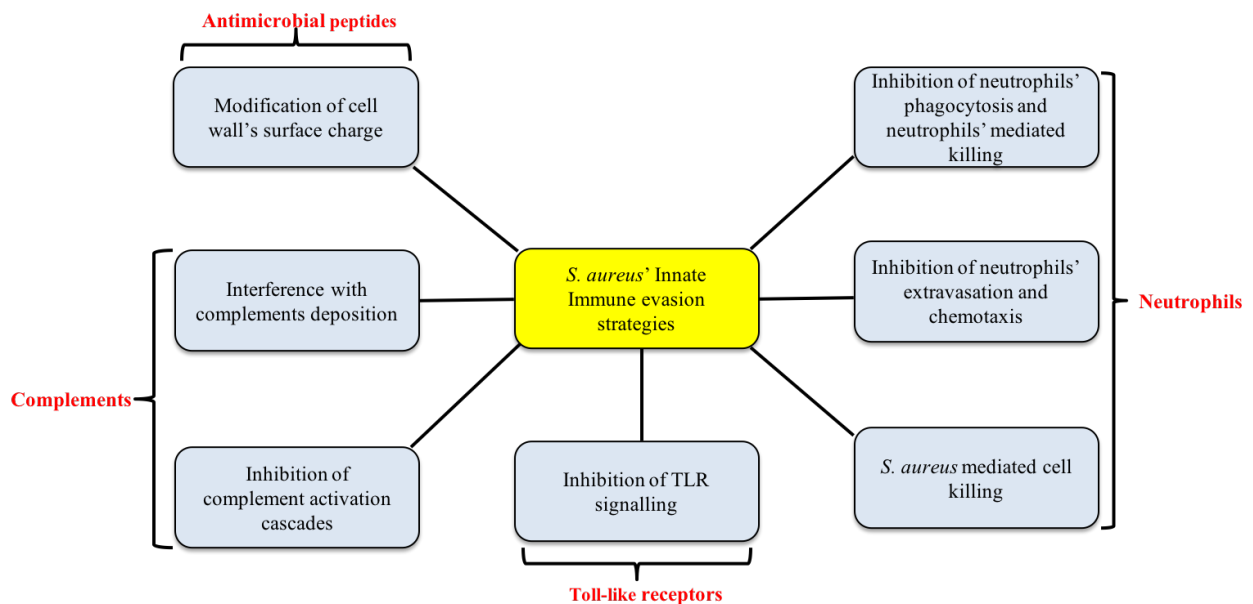 Antimicrobial peptides
Modification of cell
wall’s surface charge
Inhibition of neutrophils’
phagocytosis and
neutrophils’ mediated
killing
Interference with
complements deposition
S. aureus’ Innate
Immune evasion
strategies
Inhibition of neutrophils’
extravasation and
chemotaxis
Neutrophils
Complements
Inhibition of
complement activation
cascades
Inhibition of TLR
signalling
S. aureus mediated cell
killing
Toll-like receptors